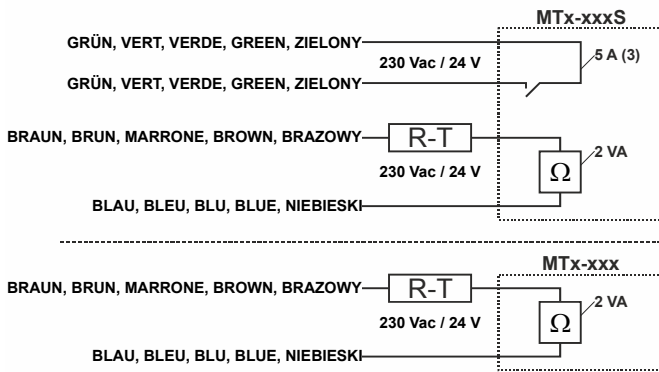 MTx-xxxS
GRÜN, VERT, VERDE, GREEN, ZIELONY
230 Vac / 24 V
5 A (3)
GRÜN, VERT, VERDE, GREEN, ZIELONY
BRAUN, BRUN, MARRONE, BROWN, BRAZOWY
R-T
2 VA
230 Vac / 24 V
Ω
BLAU, BLEU, BLU, BLUE, NIEBIESKI
MTx-xxx
BRAUN, BRUN, MARRONE, BROWN, BRAZOWY
R-T
2 VA
230 Vac / 24 V
Ω
BLAU, BLEU, BLU, BLUE, NIEBIESKI